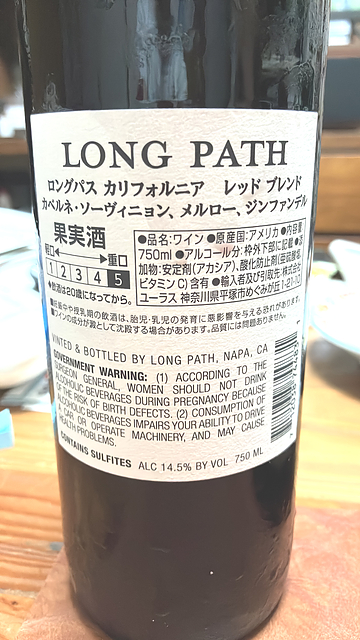 LONG PATH
ロングパス カリフォルニア レッド ブレンド
カベルネ・ソーヴィニョン、メルロー、ジンファンデル
果実酒
軽口 重口
1 2 3 4 5
●飲酒は20歳になってから。
●品名:ワイン ●原産国:アメリカ ●内容量:
750ml ●アルコール分:枠外下部に記載 ●添
加物:安定剤(アカシア)、酸化防止剤(亜硫酸塩、
ビタミンC)含有 ●輸入者及び引取先:株式会社
ユーラス 神奈川県平塚市めぐみが丘1-21-10
■妊娠中や授乳期の飲酒は、胎児・乳児の発育に悪影響を与える恐れがあります。
■ワインの成分が澱として沈殿する場合があります。品質には問題ありません。
VINTED & BOTTLED BY LONG PATH, NAPA, CA
GOVERNMENT WARNING: (1) ACCORDING TO THE
SURGEON GENERAL, WOMEN SHOULD NOT DRINK
ALCOHOLIC BEVERAGES DURING PREGNANCY BECAUSE
OF THE RISK OF BIRTH DEFECTS. (2) CONSUMPTION OF
ALCOHOLIC BEVERAGES IMPAIRS YOUR ABILITY TO DRIVE
A CAR OR OPERATE MACHINERY, AND MAY CAUSE
HEALTH PROBLEMS.
CONTAINS SULFITES ALC 14.5% BY VOL 750 ML